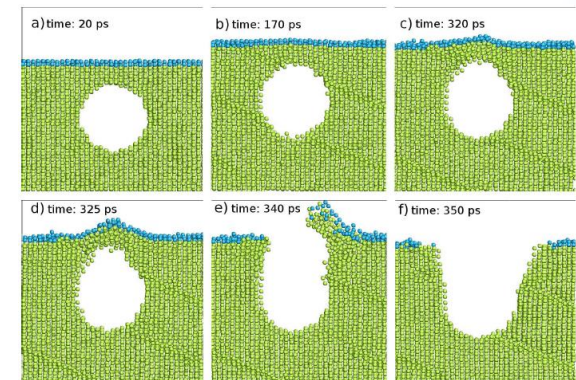 a) time: 20 ps
b) time: 170 ps
c) time: 320 ps
d) time: 325 ps
e) time: 340 ps
f) time: 350 ps